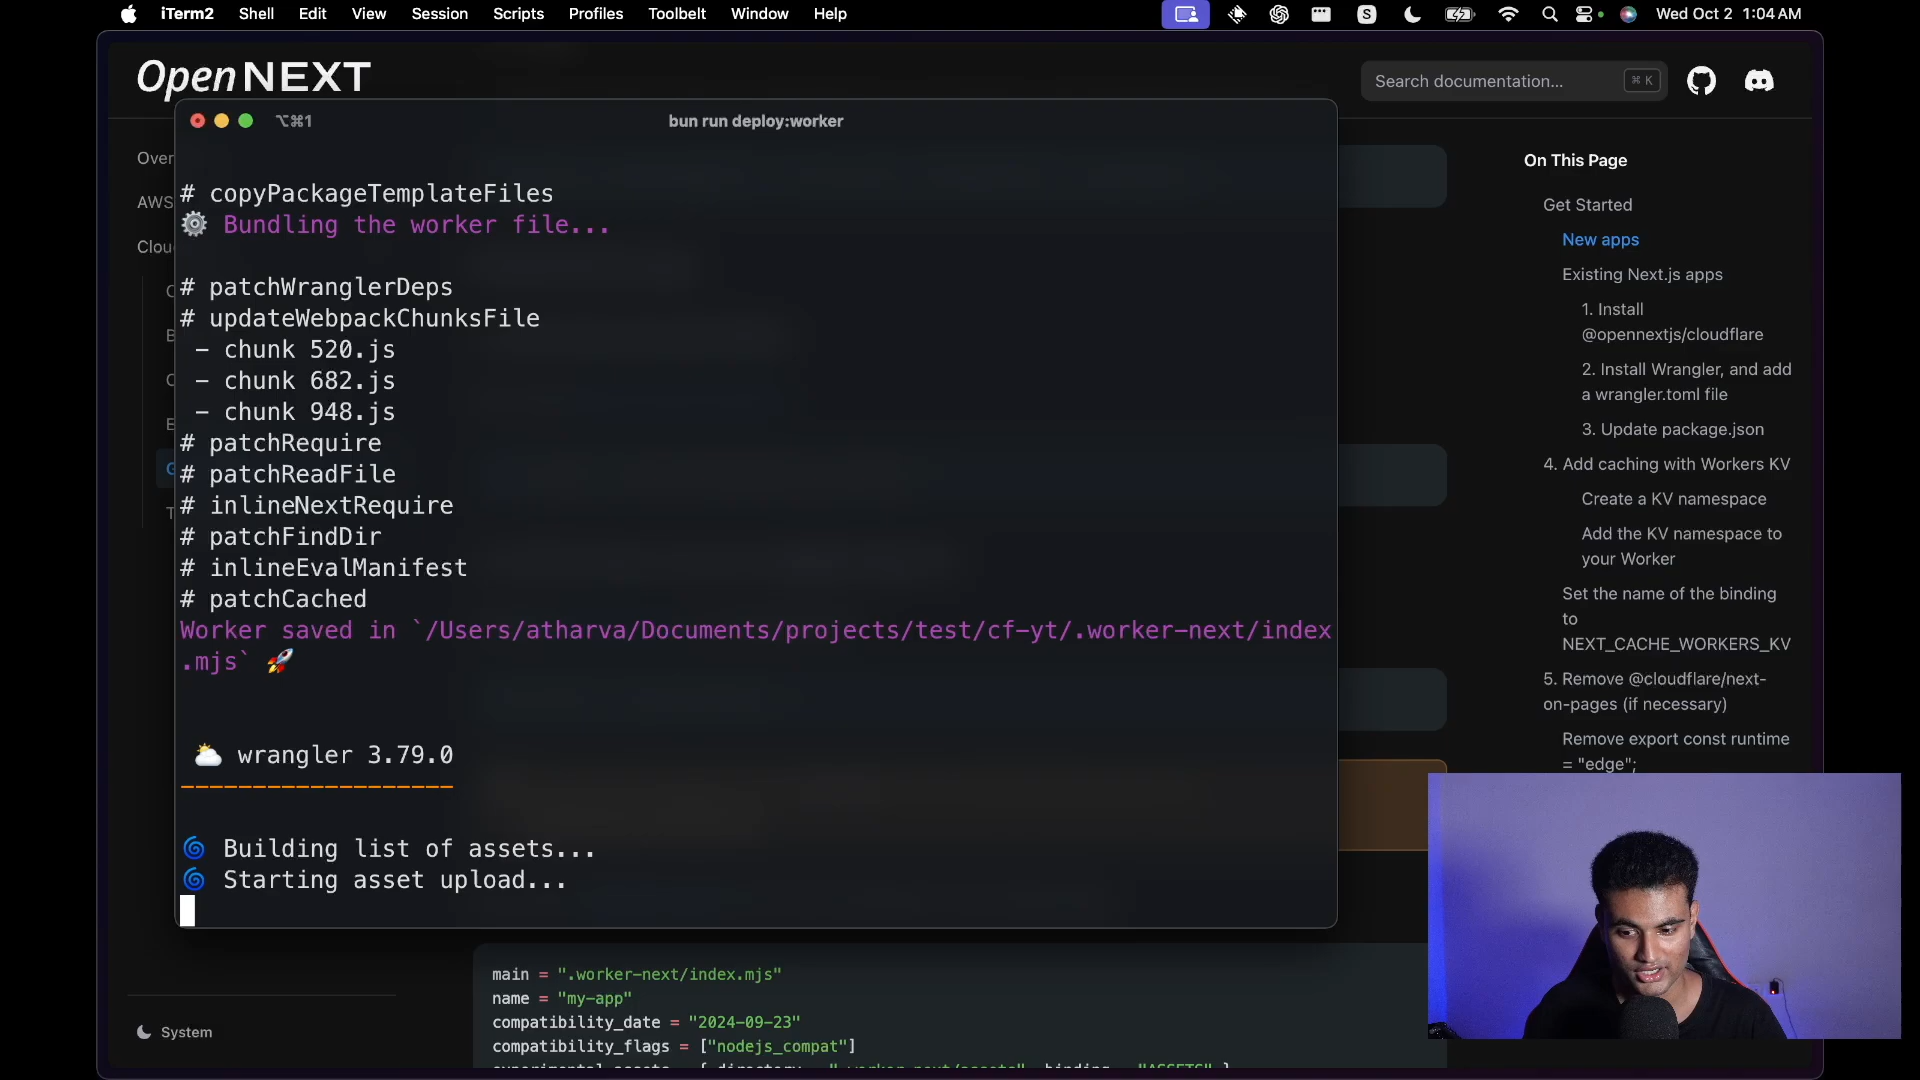 iTerm2 Shell Edit View Session Scripts Profiles Toolbelt Window Help
Wed Oct 2 1:04 AM
OpenNEXT
Search documentation...
⌘ K
⌥⌘1
bun run deploy:worker
Over
AWS
Clou
# copyPackageTemplateFiles
⚙️ Bundling the worker file...
# patchWranglerDeps
# updateWebpackChunksFile
- chunk 520.js
- chunk 682.js
- chunk 948.js
# patchRequire
# patchReadFile
# inlineNextRequire
# patchFindDir
# inlineEvalManifest
# patchCached
Worker saved in `/Users/atharva/Documents/projects/test/cf-yt/.worker-next/index
.mjs` 🚀
⛅️ wrangler 3.79.0
-------------------
🌀 Building list of assets...
🌀 Starting asset upload...
On This Page
Get Started
New apps
Existing Next.js apps
1. Install
@opennextjs/cloudflare
2. Install Wrangler, and add
a wrangler.toml file
3. Update package.json
4. Add caching with Workers KV
Create a KV namespace
Add the KV namespace to
your Worker
Set the name of the binding
to
NEXT_CACHE_WORKERS_KV
5. Remove @cloudflare/next-
on-pages (if necessary)
Remove export const runtime
= "edge";
main = ".worker-next/index.mjs"
name = "my-app"
compatibility_date = "2024-09-23"
compatibility_flags = ["nodejs_compat"]
System